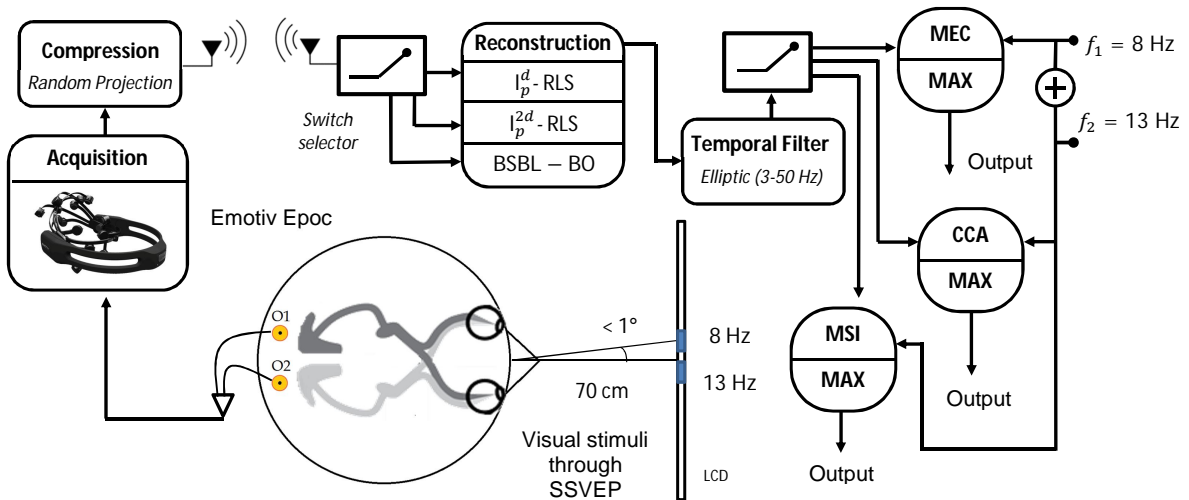 Compression
Random Projection
Acquisition
Emotiv Epoc
Switch
selector
Reconstruction
l_p^d - RLS
l_p^{2d} - RLS
BSBL – BO
Temporal Filter
Elliptic (3-50 Hz)
MEC
MAX
Output
f_1 = 8 Hz
+
f_2 = 13 Hz
CCA
MAX
Output
MSI
MAX
Output
O1
O2
< 1°
70 cm
8 Hz
13 Hz
Visual stimuli
through
SSVEP
LCD